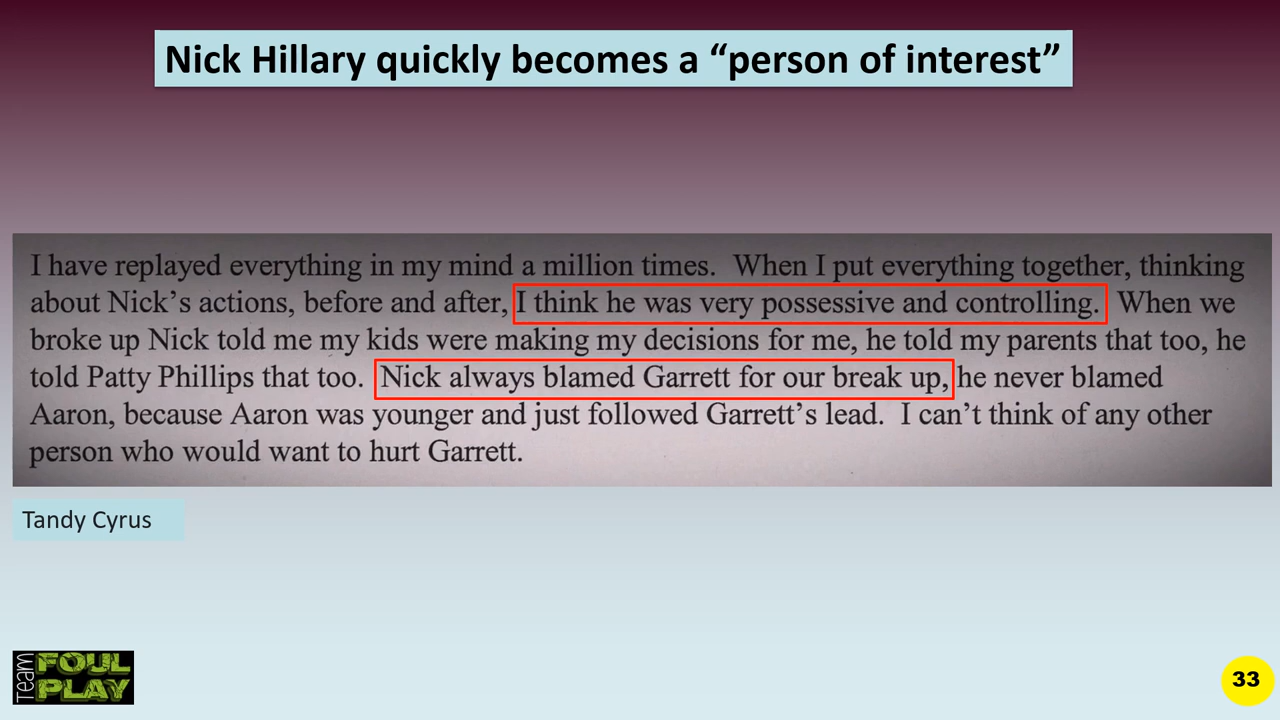 Nick Hillary quickly becomes a “person of interest”
I have replayed everything in my mind a million times. When I put everything together, thinking
about Nick’s actions, before and after, I think he was very possessive and controlling. When we
broke up Nick told me my kids were making my decisions for me, he told my parents that too, he
told Patty Phillips that too. Nick always blamed Garrett for our break up, he never blamed
Aaron, because Aaron was younger and just followed Garrett’s lead. I can’t think of any other
person who would want to hurt Garrett.
Tandy Cyrus
Team
FOUL
PLAY
33